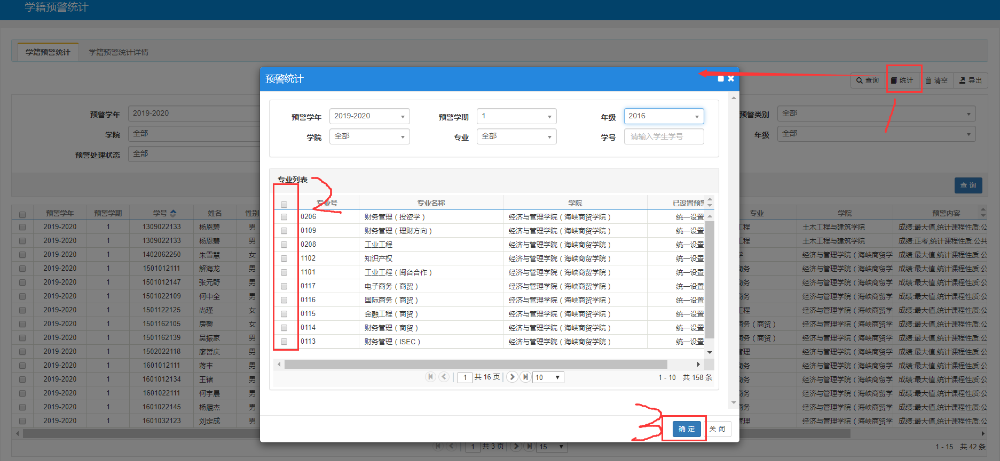 学籍预警统计
学籍预警统计 学籍预警统计详情
查询 统计 清空 导出
预警学年 2019-2020
预警类别 全部
学院 全部
年级 全部
预警处理状态 全部
查 询
预警学年 预警学期 学号 姓名 性别 专业 学院 预警内容
2019-2020 1 1309022133 杨恩碧 男 工程 土木工程与建筑学院 成绩:最大值,统计课程性质:公
2019-2020 1 1309022133 杨恩碧 男 工程 土木工程与建筑学院 成绩:正考,统计课程性质:公共
2019-2020 1 1402062250 朱雪慧 女 学 经济与管理学院（海峡商贸学 成绩:最大值,统计课程性质:公
2019-2020 1 1501012111 解海龙 男 商务 经济与管理学院（海峡商贸学 成绩:最大值,统计课程性质:公
2019-2020 1 1501012147 张元野 男 商务 经济与管理学院（海峡商贸学 成绩:最大值,统计课程性质:公
2019-2020 1 1501022109 何中全 男 商务 经济与管理学院（海峡商贸学 成绩:最大值,统计课程性质:公
2019-2020 1 1501122125 尚瑾 女 工程 经济与管理学院（海峡商贸学 成绩:最大值,统计课程性质:公
2019-2020 1 1501162105 房馨 女 商务（商贸） 经济与管理学院（海峡商贸学 成绩:最大值,统计课程性质:公
2019-2020 1 1501162139 吴振家 男 商务（商贸） 经济与管理学院（海峡商贸学 成绩:最大值,统计课程性质:公
2019-2020 1 1502022118 廖哲庆 男 管理 经济与管理学院（海峡商贸学 成绩:最大值,统计课程性质:公
2019-2020 1 1601012111 蒋丰 男 商务 经济与管理学院（海峡商贸学 成绩:最大值,统计课程性质:公
2019-2020 1 1601012134 王锗 男 商务 经济与管理学院（海峡商贸学 成绩:最大值,统计课程性质:公
2019-2020 1 1601022111 何宇晨 男 商务 经济与管理学院（海峡商贸学 成绩:最大值,统计课程性质:公
2019-2020 1 1601022145 杨履杰 男 商务 经济与管理学院（海峡商贸学 成绩:最大值,统计课程性质:公
2019-2020 1 1601032123 刘定成 男 管理 经济与管理学院（海峡商贸学 成绩:最大值,统计课程性质:公
1 共 3 页 15
1 - 15 共 42 条
预警统计
预警学年 2019-2020 预警学期 1 年级 2016
学院 全部 专业 全部 学号 请输入学生学号
专业列表
专业号 专业名称 学院 已设置预警
0206 财务管理（投资学） 经济与管理学院（海峡商贸学院） 统一设置
0109 财务管理（理财方向） 经济与管理学院（海峡商贸学院） 统一设置
0208 工业工程 经济与管理学院（海峡商贸学院） 统一设置
1102 知识产权 经济与管理学院（海峡商贸学院） 统一设置
1101 工业工程（闽台合作） 经济与管理学院（海峡商贸学院） 统一设置
0117 电子商务（商贸） 经济与管理学院（海峡商贸学院） 统一设置
0116 国际商务（商贸） 经济与管理学院（海峡商贸学院） 统一设置
0115 金融工程（商贸） 经济与管理学院（海峡商贸学院） 统一设置
0114 财务管理（商贸） 经济与管理学院（海峡商贸学院） 统一设置
0113 财务管理（ISEC） 经济与管理学院（海峡商贸学院） 统一设置
1 共 16 页 10 1 - 10 共 158 条
确 定 关 闭
1
2
3